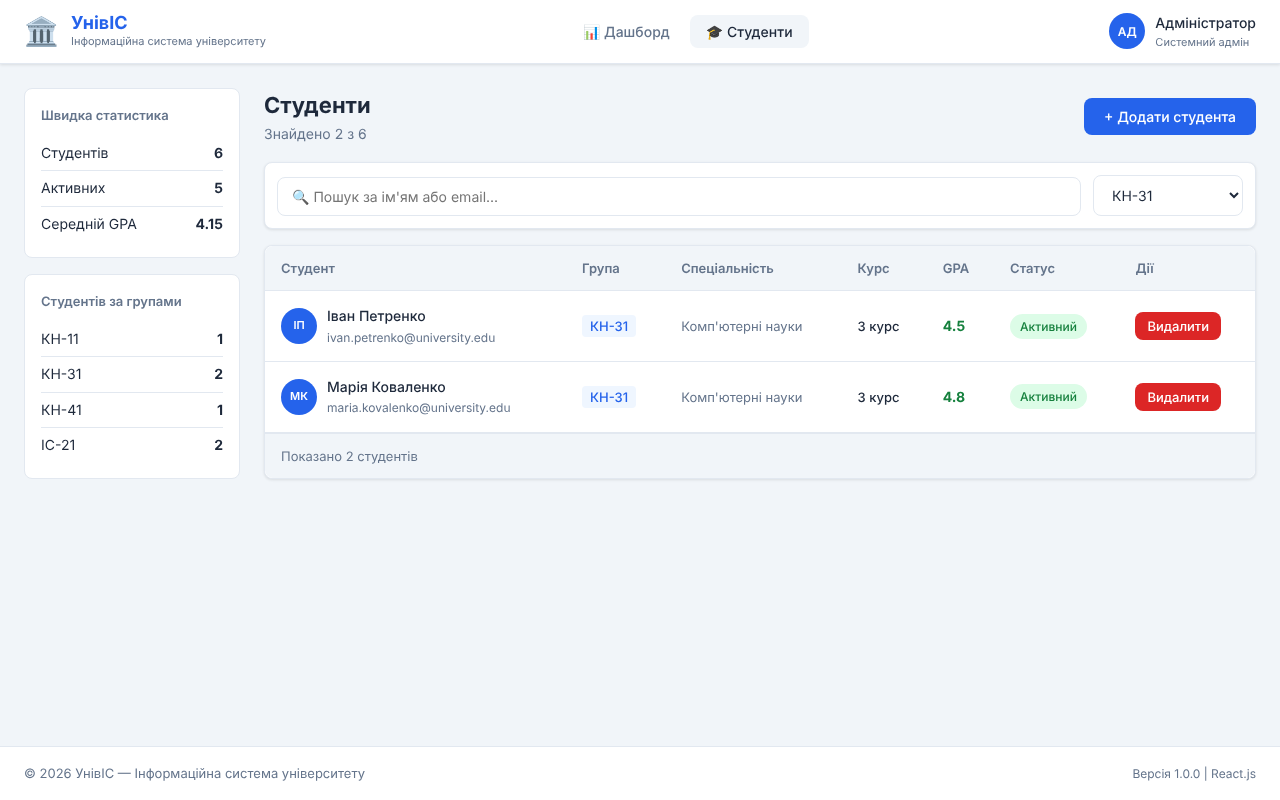 УнівІС
Інформаційна система університету
📊 Дашборд
🎓 Студенти
АД
Адміністратор
Системний адмін
Швидка статистика
Студентів 6
Активних 5
Середній GPA 4.15
Студентів за групами
КН-11 1
КН-31 2
КН-41 1
ІС-21 2
Студенти
Знайдено 2 з 6
+ Додати студента
🔍 Пошук за ім'ям або email...
КН-31
Студент Група Спеціальність Курс GPA Статус Дії
ІП Іван Петренко
ivan.petrenko@university.edu
КН-31 Комп'ютерні науки 3 курс 4.5 Активний Видалити
МК Марія Коваленко
maria.kovalenko@university.edu
КН-31 Комп'ютерні науки 3 курс 4.8 Активний Видалити
Показано 2 студентів
© 2026 УнівІС — Інформаційна система університету
Версія 1.0.0 | React.js